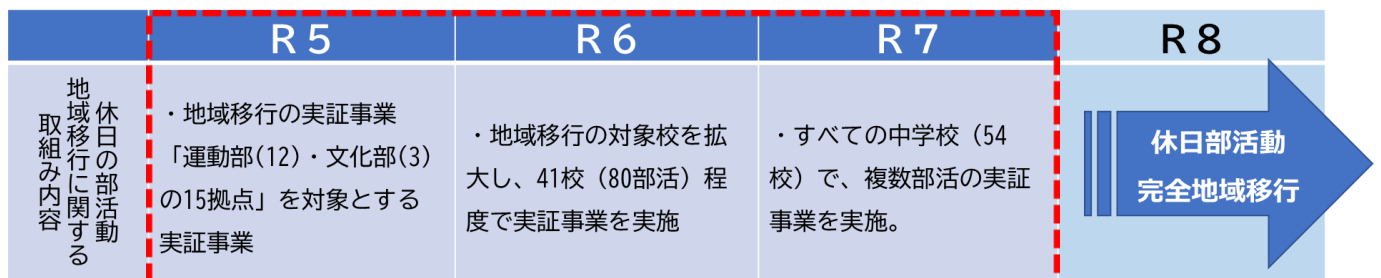 R5
R6
R7
R8
休日の部活動
地域移行に関する
取組み内容
・地域移行の実証事業
「運動部(12)・文化部(3)
の15拠点」を対象とする
実証事業
・地域移行の対象校を拡
大し、41校（80部活）程
度で実証事業を実施
・すべての中学校（54
校）で、複数部活の実証
事業を実施。
休日部活動
完全地域移行